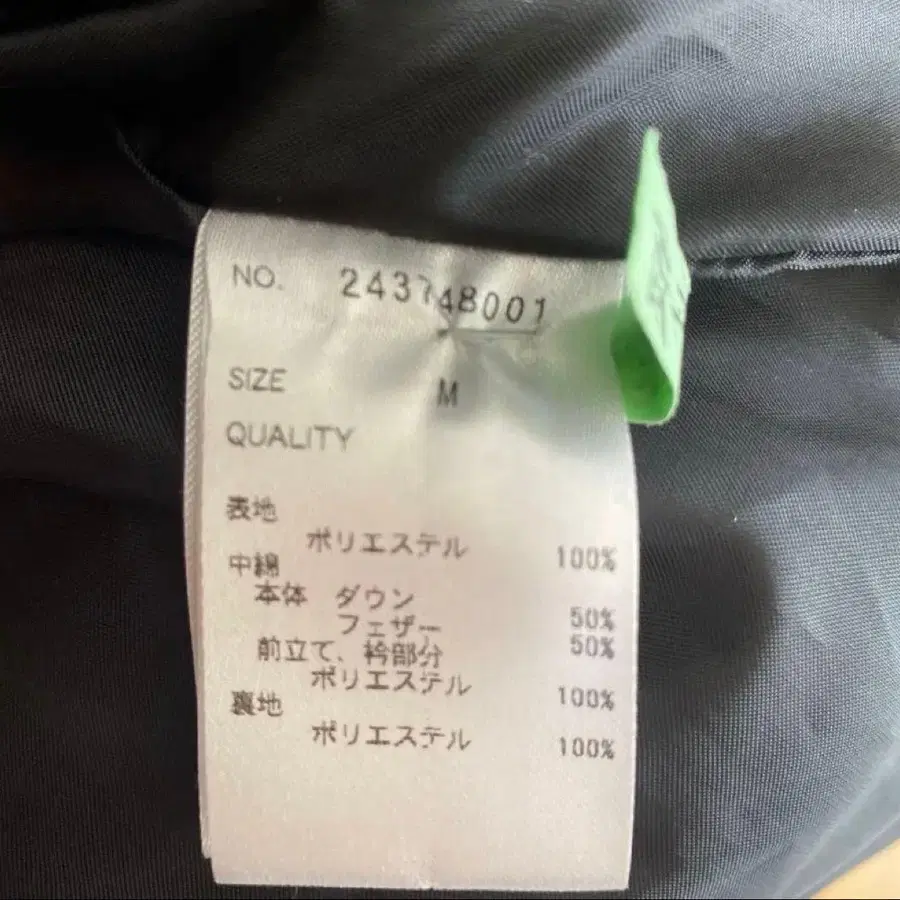 NO. 243748001
SIZE M
QUALITY
表地
ポリエステル 100%
中綿
本体 ダウン 50%
フェザー 50%
前立て、衿部分
ポリエステル 100%
裏地
ポリエステル 100%